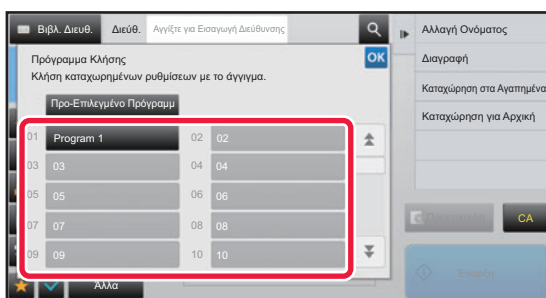 Βιβλ. Διευθ. Διεύθ. Αγγίξτε για Εισαγωγή Διεύθυνσης
Αλλαγή Ονόματος
Διαγραφή
Καταχώρηση στα Αγαπημένα
Καταχώρηση για Αρχική
Πρόγραμμα Κλήσης
OK
Κλήση καταχωρημένων ρυθμίσεων με το άγγιγμα.
Προ-Επιλεγμένο Πρόγραμμ
01 Program 1 02 02
03 03 04 04
05 05 06 06
07 07 08 08
09 09 10 10
CA
Έναρξη
Άλλα